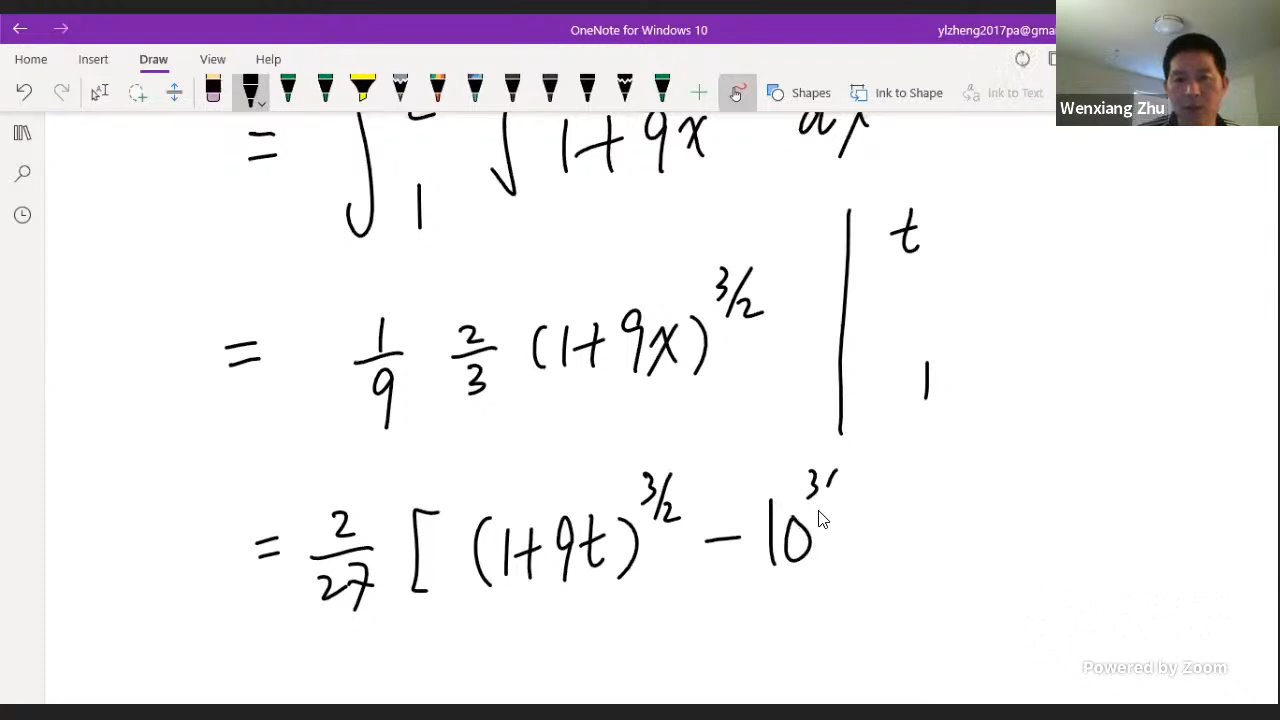 OneNote for Windows 10
ylzheng2017pa@gma
Home Insert Draw View Help
Shapes Ink to Shape Ink to Text
Wenxiang Zhu
= ∫_1 √1+9x dx
= 1/9 2/3 (1+9x)^3/2 | t 1
= 2/27 [ (1+9t)^3/2 - 10^3
Powered by Zoom